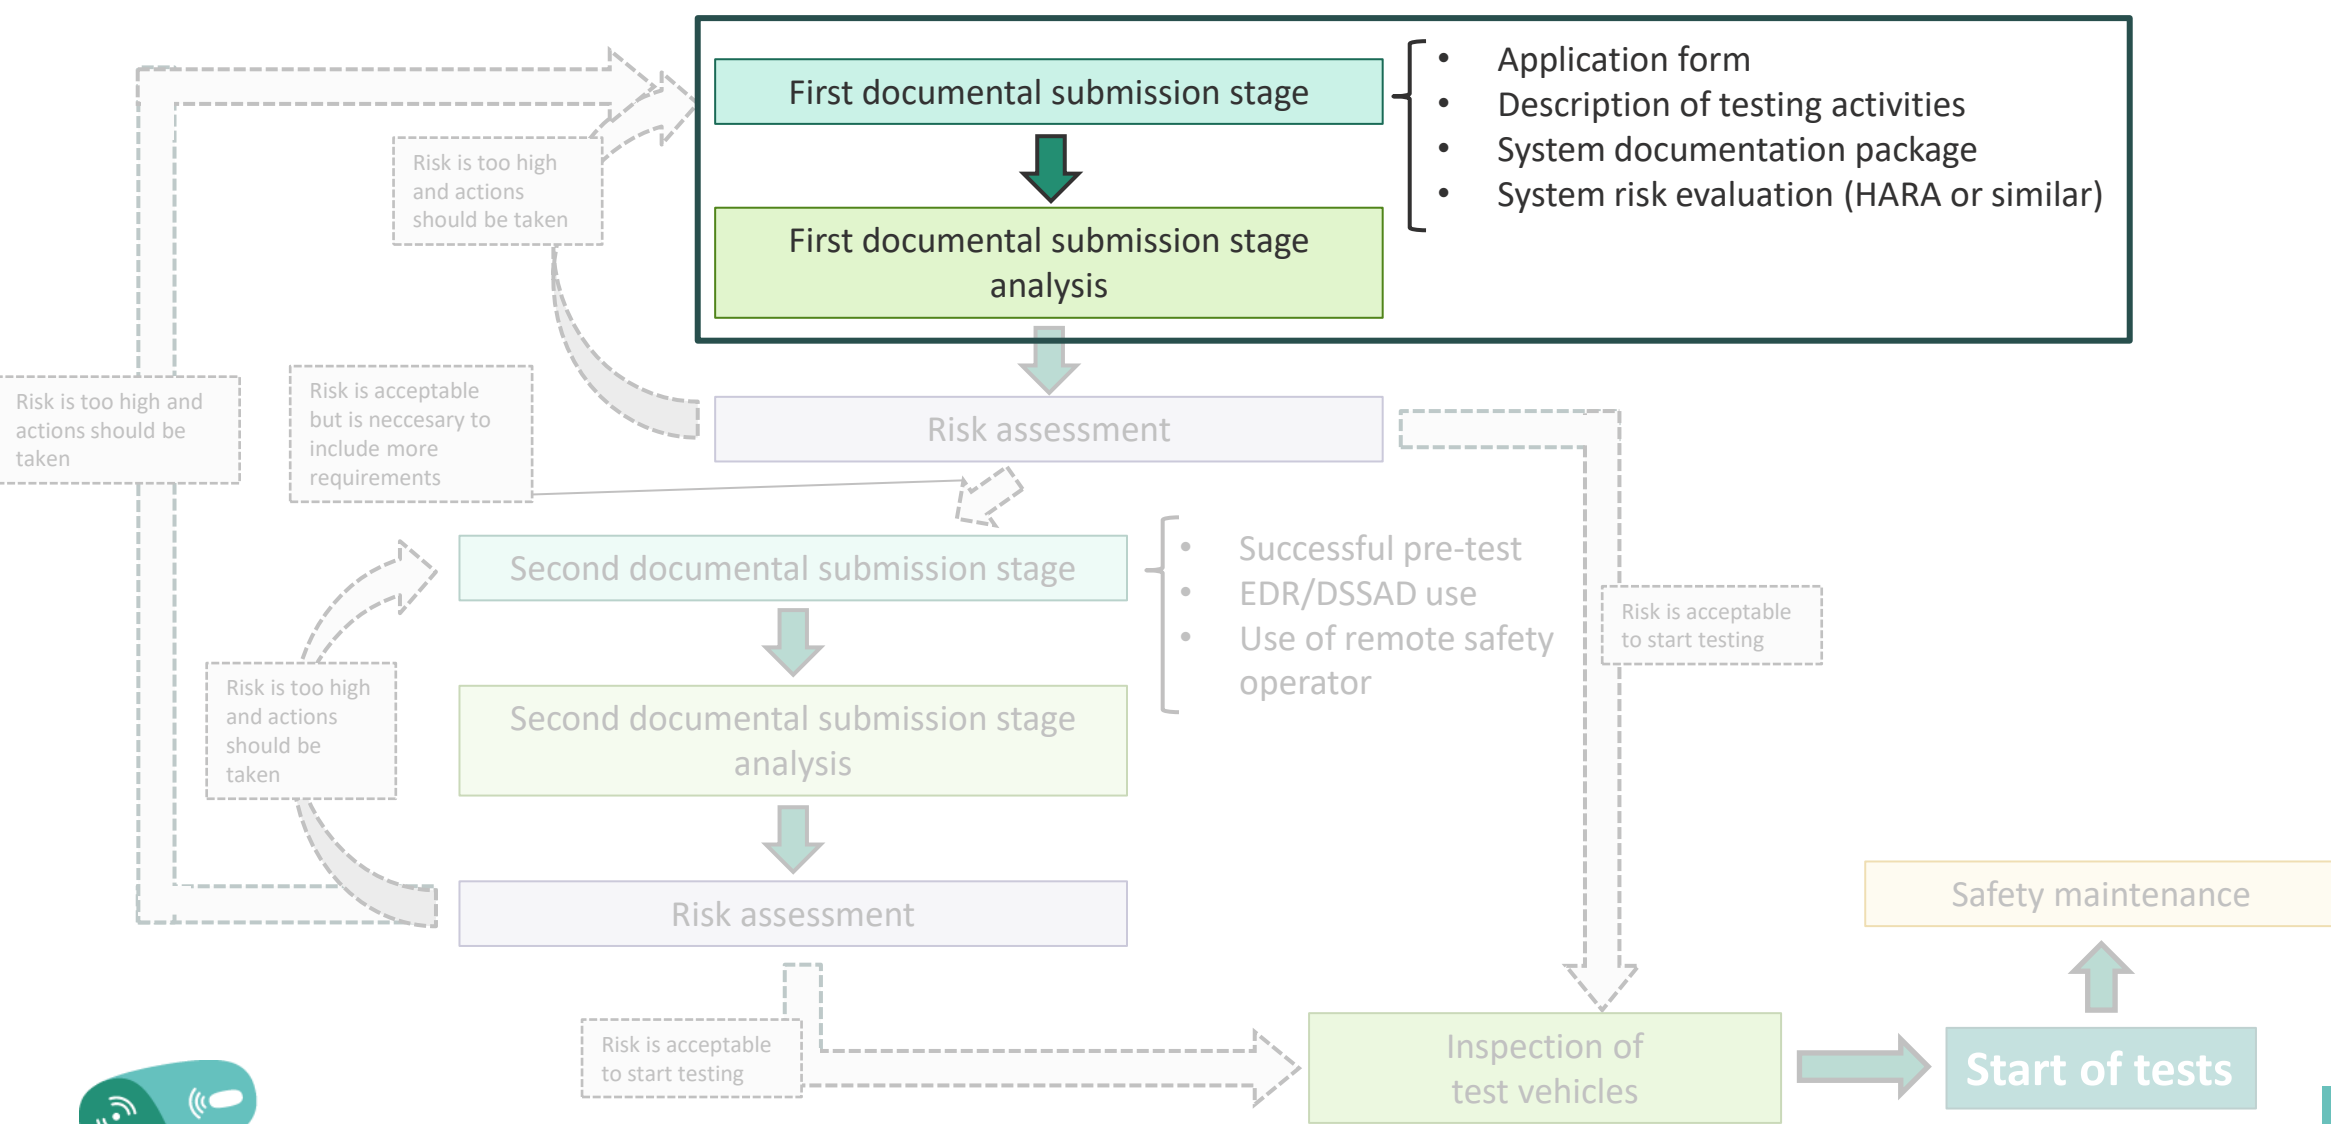 First documental submission stage
• Application form
• Description of testing activities
• System documentation package
• System risk evaluation (HARA or similar)
First documental submission stage
analysis
Risk is too high
and actions
should be taken
Risk is too high and
actions should be
taken
Risk is acceptable
but is neccesary to
include more
requirements
Risk assessment
Second documental submission stage
• Successful pre-test
• EDR/DSSAD use
• Use of remote safety
operator
Risk is acceptable
to start testing
Risk is too high
and actions
should be
taken
Second documental submission stage
analysis
Risk assessment
Safety maintenance
Risk is acceptable
to start testing
Inspection of
test vehicles
Start of tests